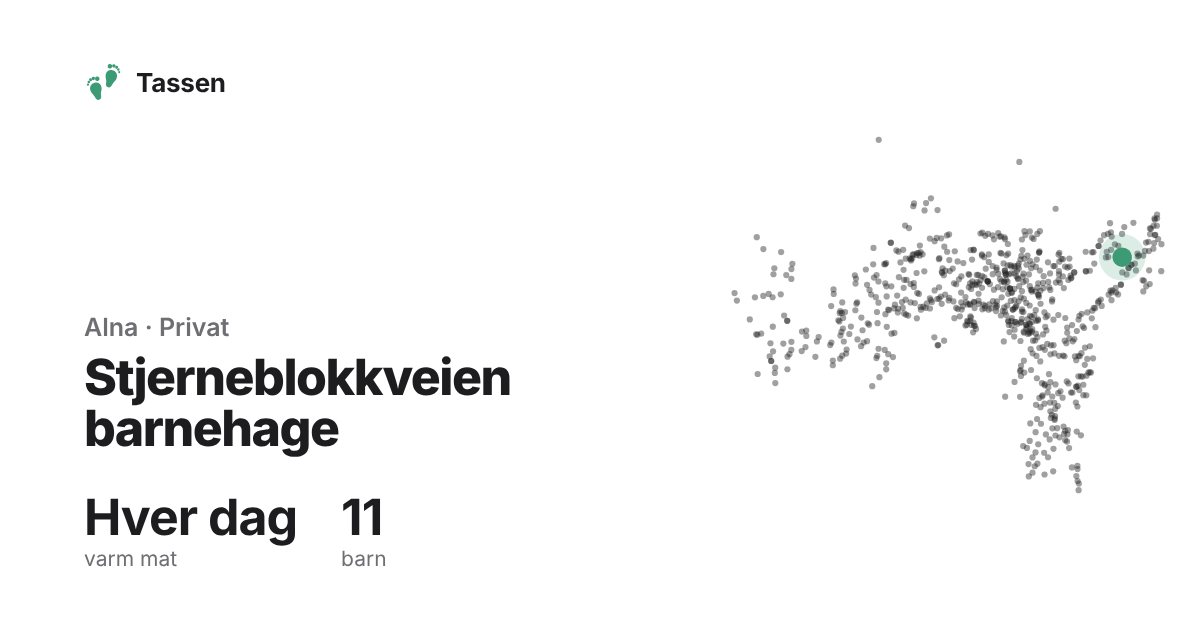 Tassen
Alna · Privat
Stjerneblokkveien
barnehage
Hver dag
varm mat
11
barn